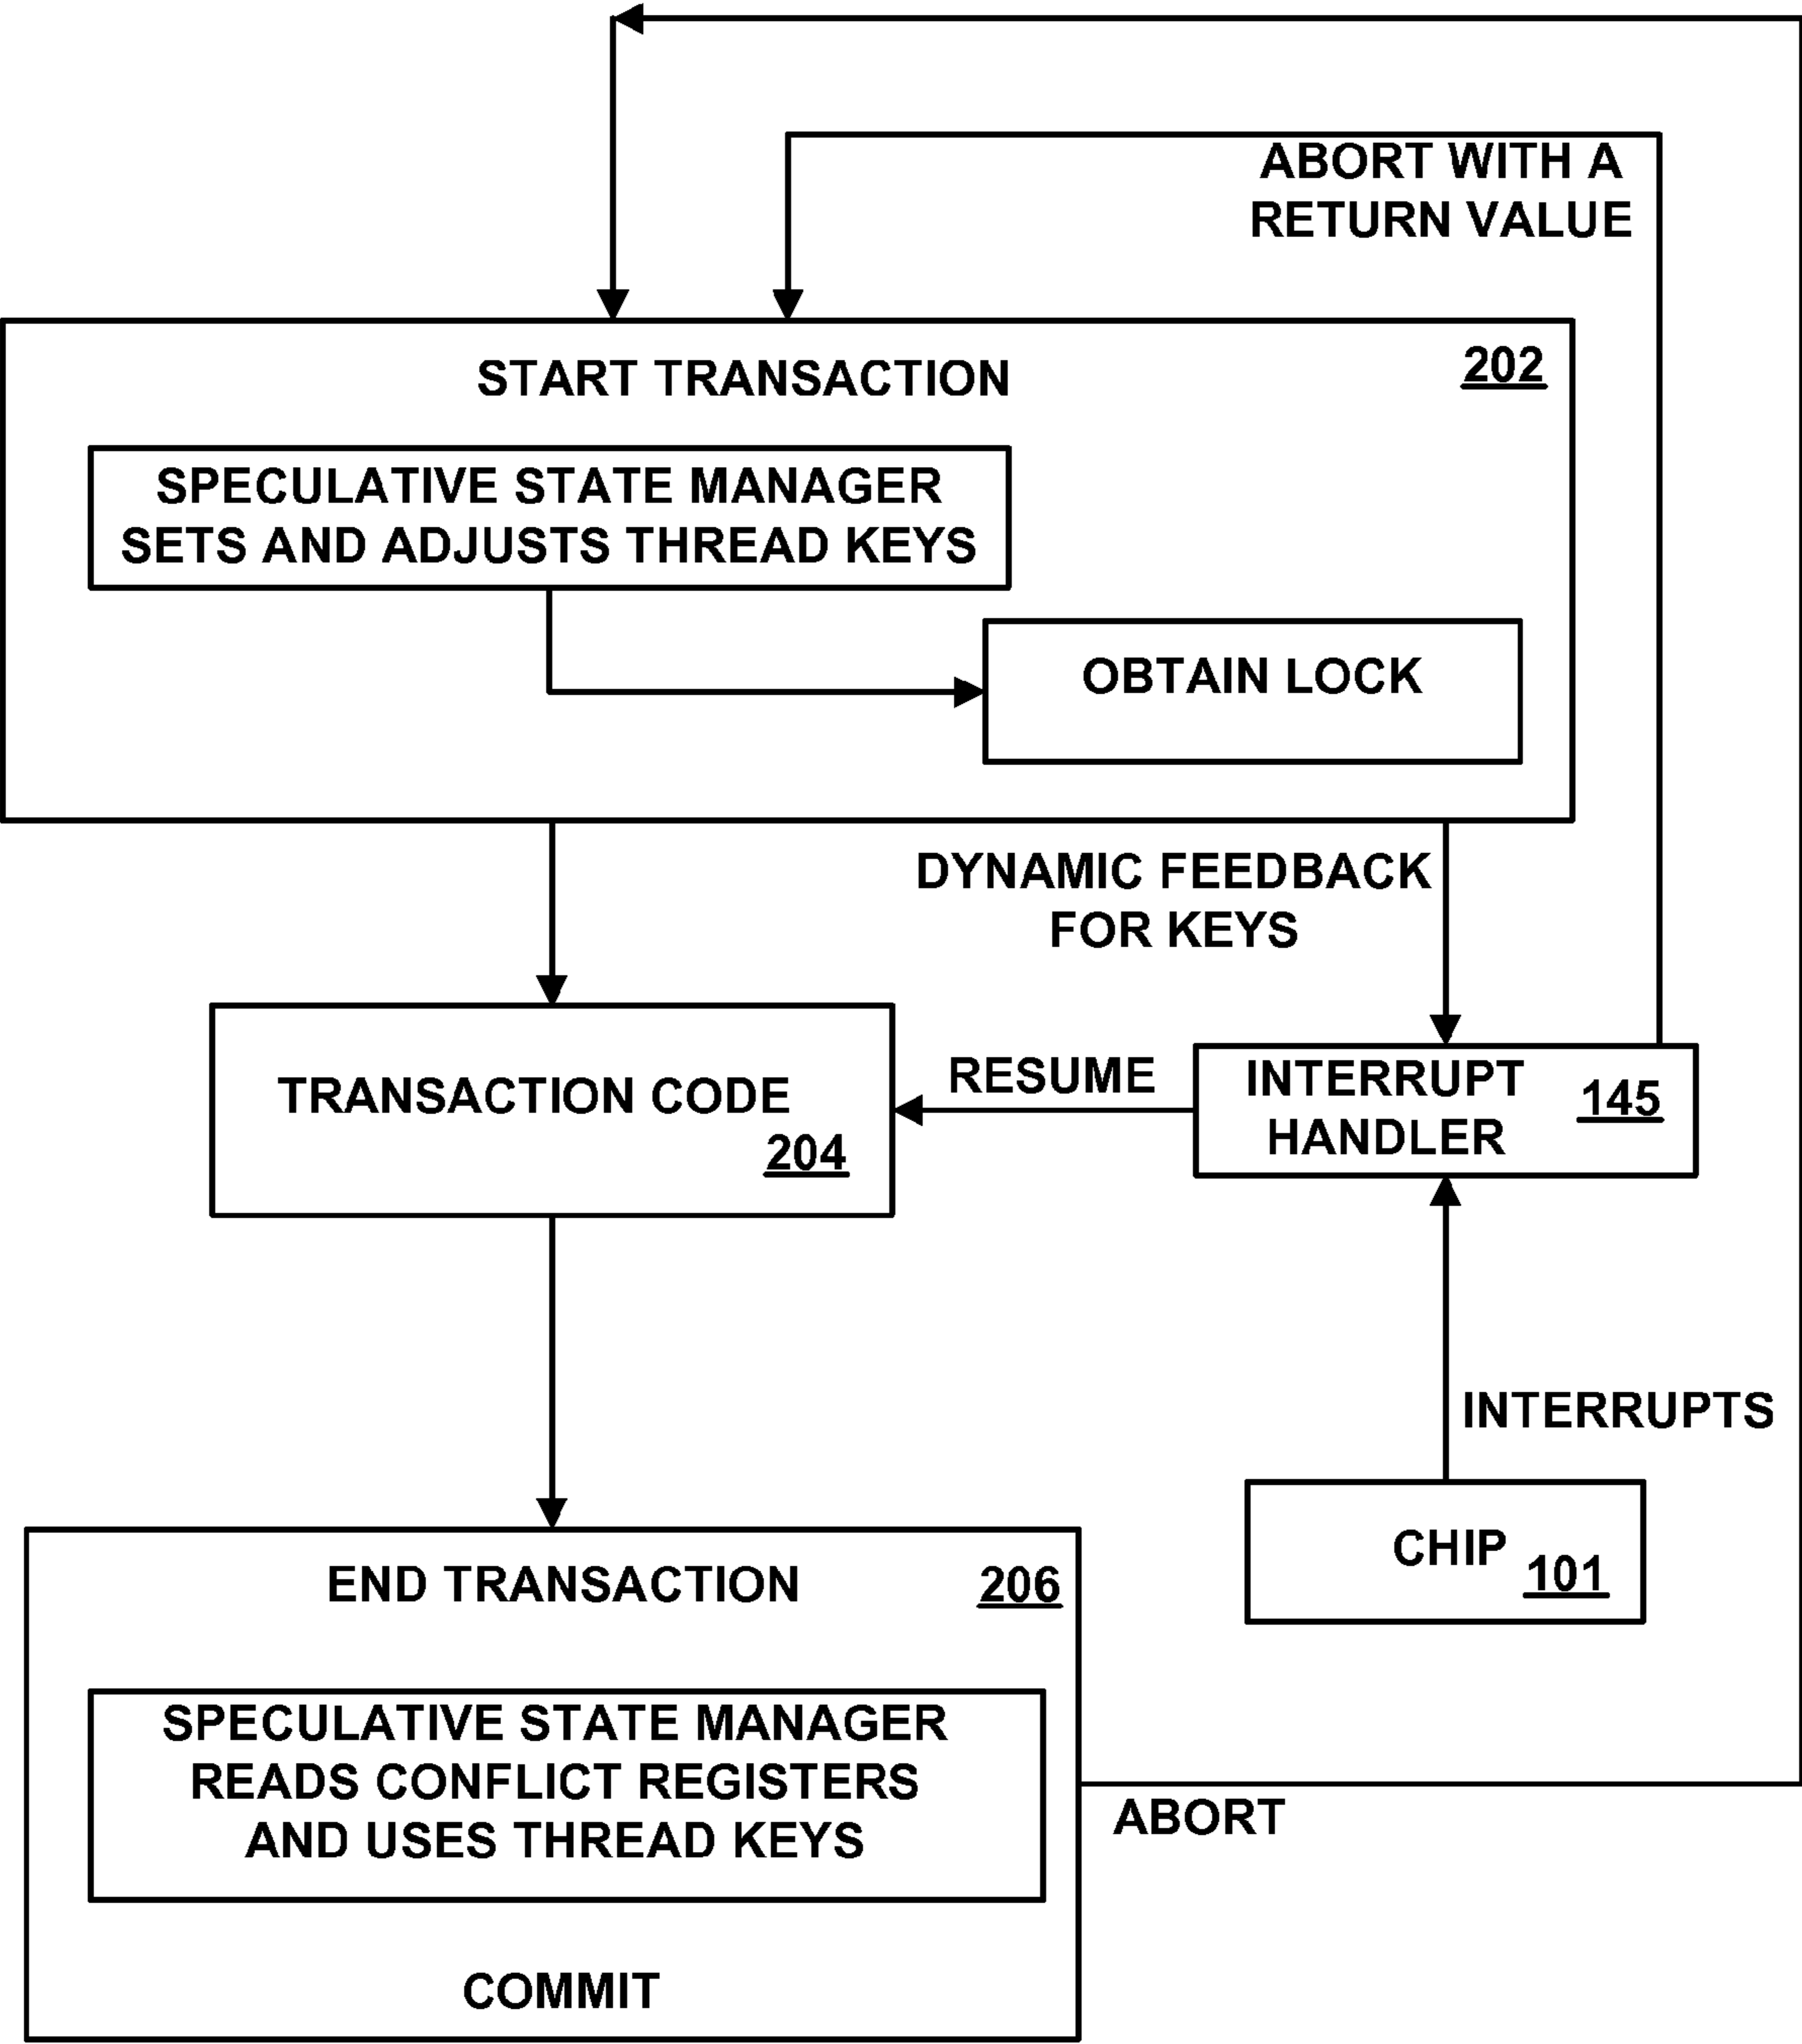 ABORT WITH A
RETURN VALUE
START TRANSACTION
202
SPECULATIVE STATE MANAGER
SETS AND ADJUSTS THREAD KEYS
OBTAIN LOCK
DYNAMIC FEEDBACK
FOR KEYS
TRANSACTION CODE
204
RESUME
INTERRUPT
HANDLER
145
INTERRUPTS
CHIP
101
END TRANSACTION
206
SPECULATIVE STATE MANAGER
READS CONFLICT REGISTERS
AND USES THREAD KEYS
ABORT
COMMIT